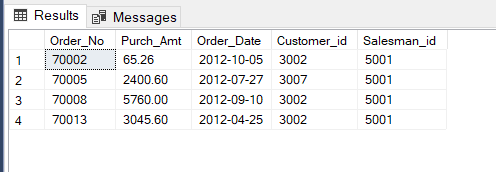 Results Messages
Order_No Purch_Amt Order_Date Customer_id Salesman_id
1 70002 65.26 2012-10-05 3002 5001
2 70005 2400.60 2012-07-27 3007 5001
3 70008 5760.00 2012-09-10 3002 5001
4 70013 3045.60 2012-04-25 3002 5001